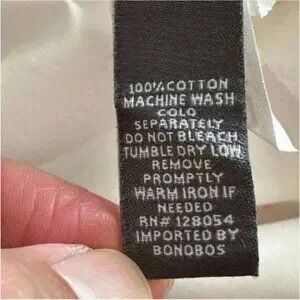 100% COTTON
MACHINE WASH
COLD
SEPARATELY
DO NOT BLEACH
TUMBLE DRY LOW
REMOVE
PROMPTLY
WARM IRON IF
NEEDED
RN# 128054
IMPORTED BY
BONOBOS